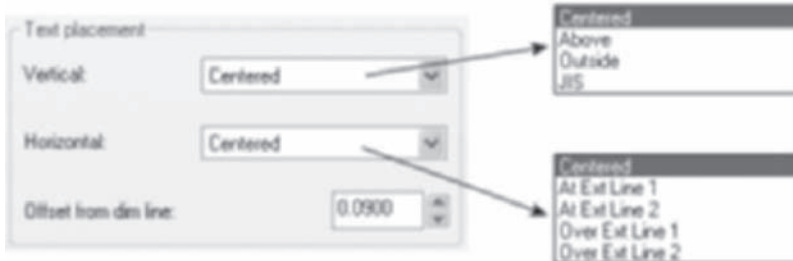 Text placement
Vertical:
Centered
Horizontal:
Centered
Offset from dim line:
0.0900
Centered
Above
Outside
JIS
Centered
At Ext Line 1
At Ext Line 2
Over Ext Line 1
Over Ext Line 2